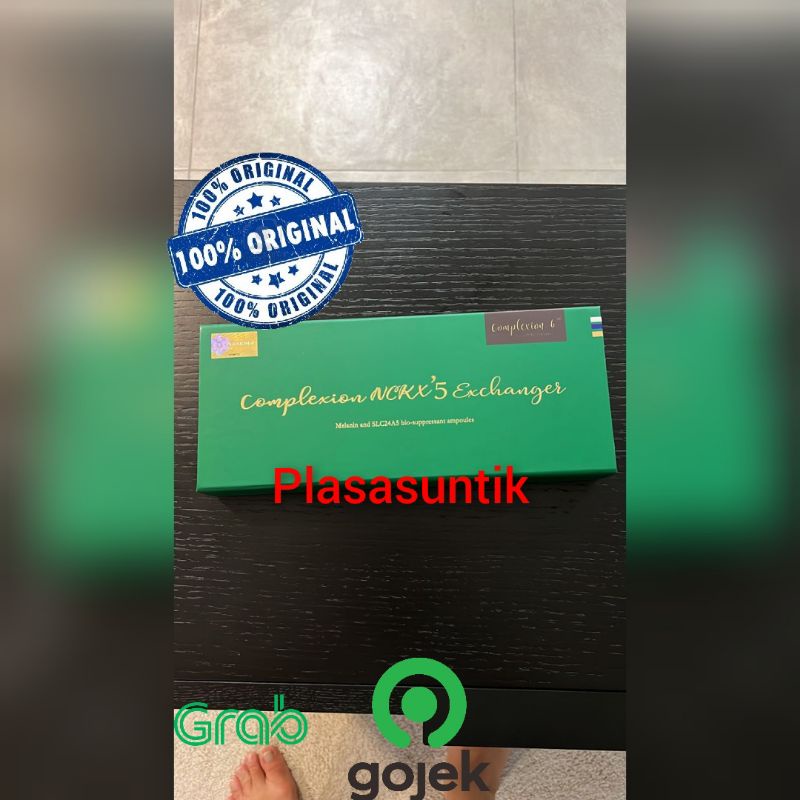 100% ORIGINAL
100% ORIGINAL
100% ORIGINAL
Complexion 6
Complexion NCKX'5 Exchanger
Melanin and SLC24A5 bio-suppressant ampoules
Plasasuntik
Grab
gojek